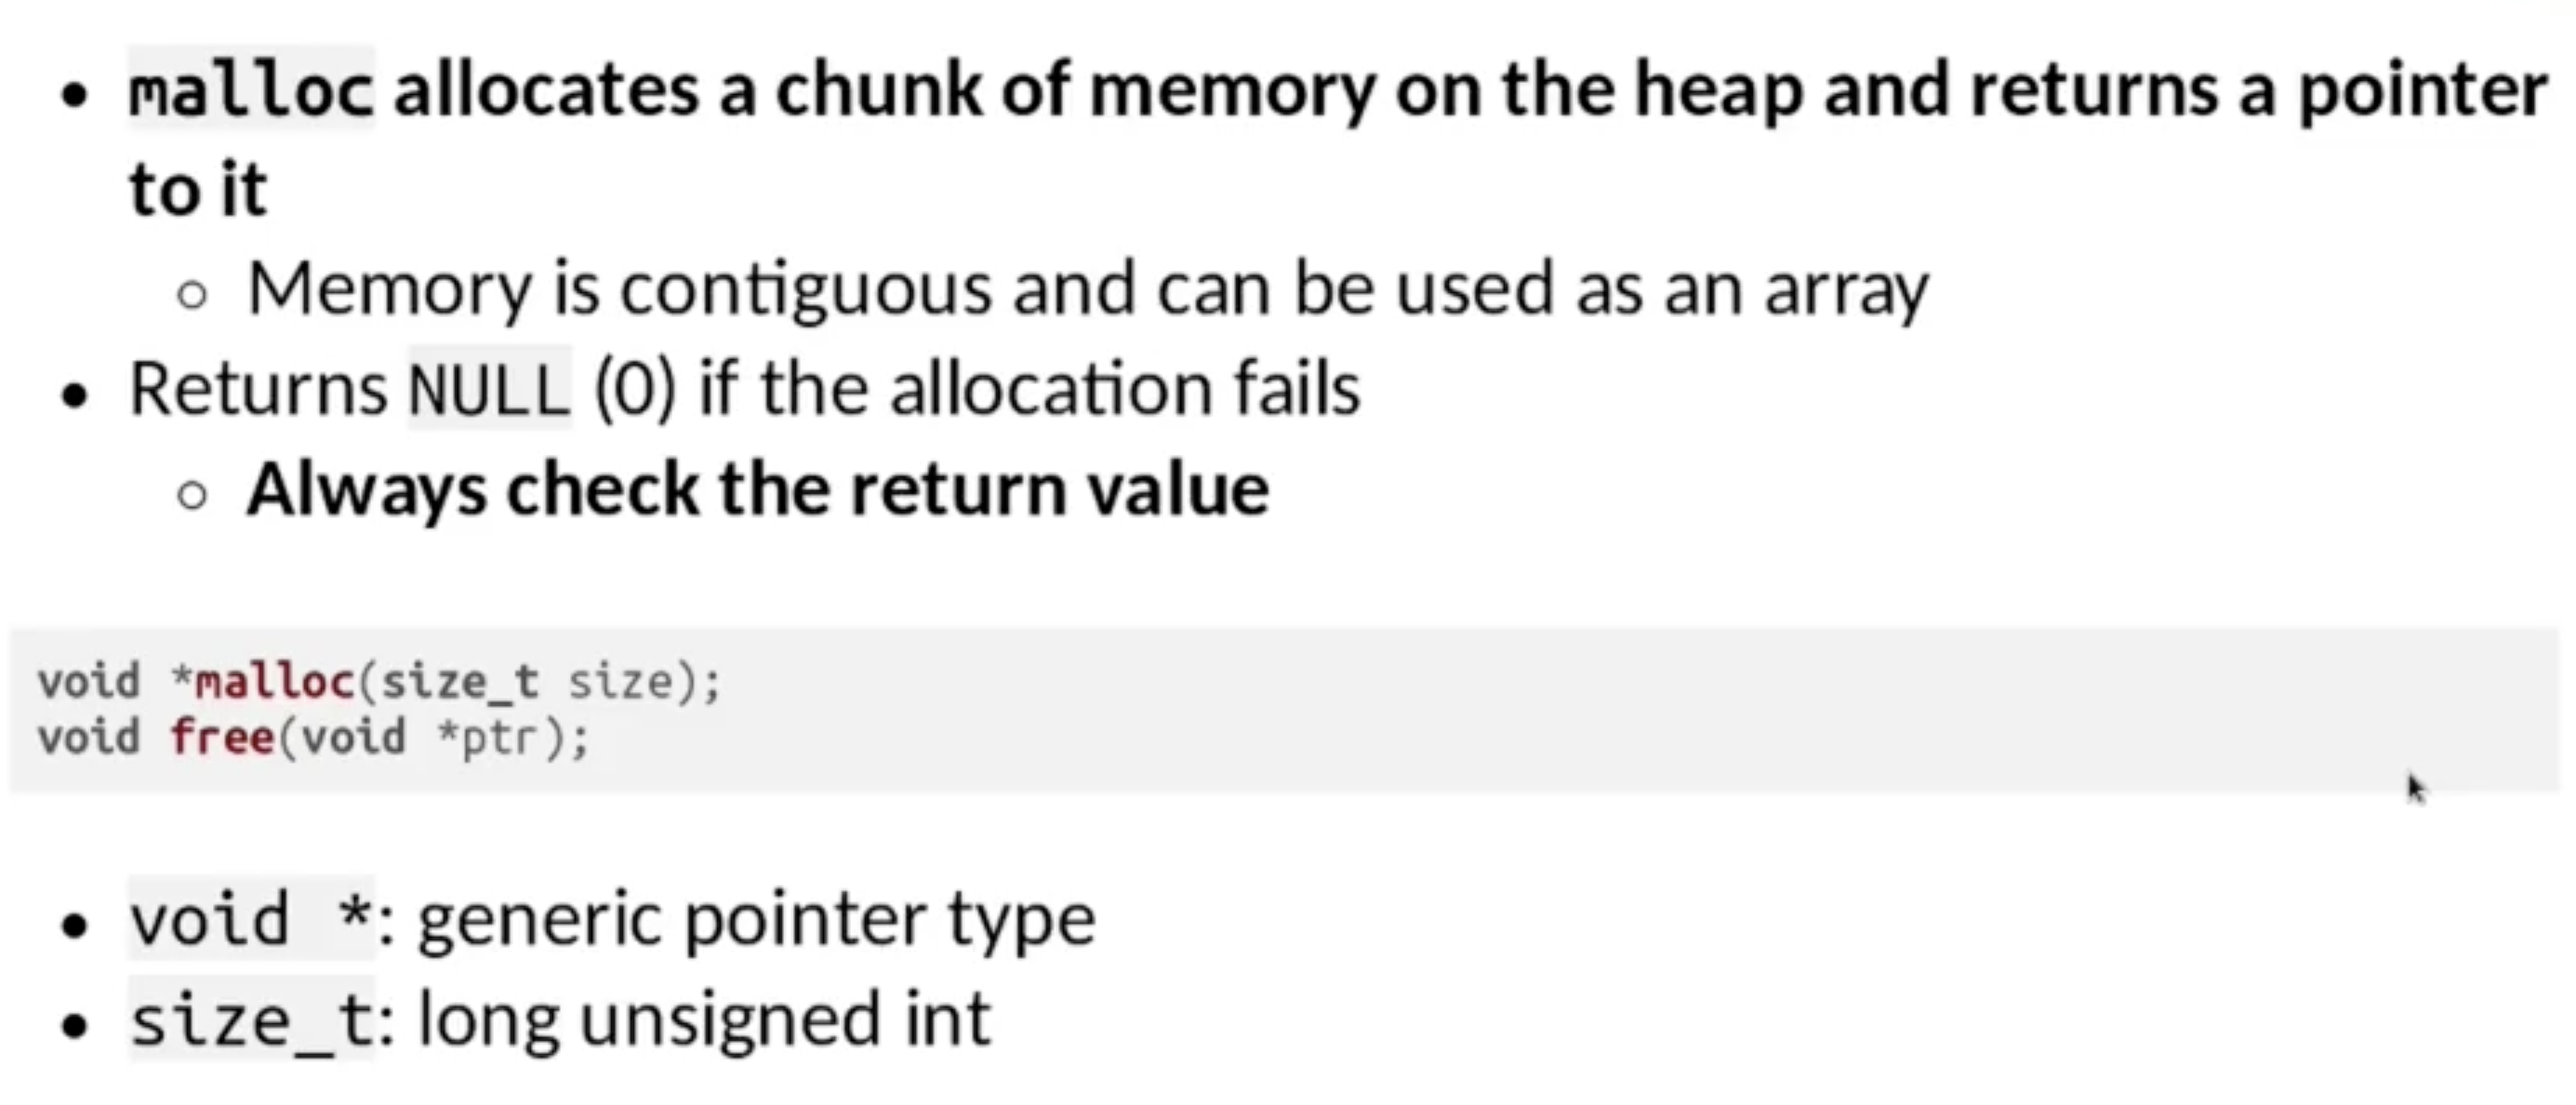 • malloc allocates a chunk of memory on the heap and returns a pointer
to it
○ Memory is contiguous and can be used as an array
• Returns NULL (0) if the allocation fails
○ Always check the return value
void *malloc(size_t size);
void free(void *ptr);
• void *: generic pointer type
• size_t: long unsigned int